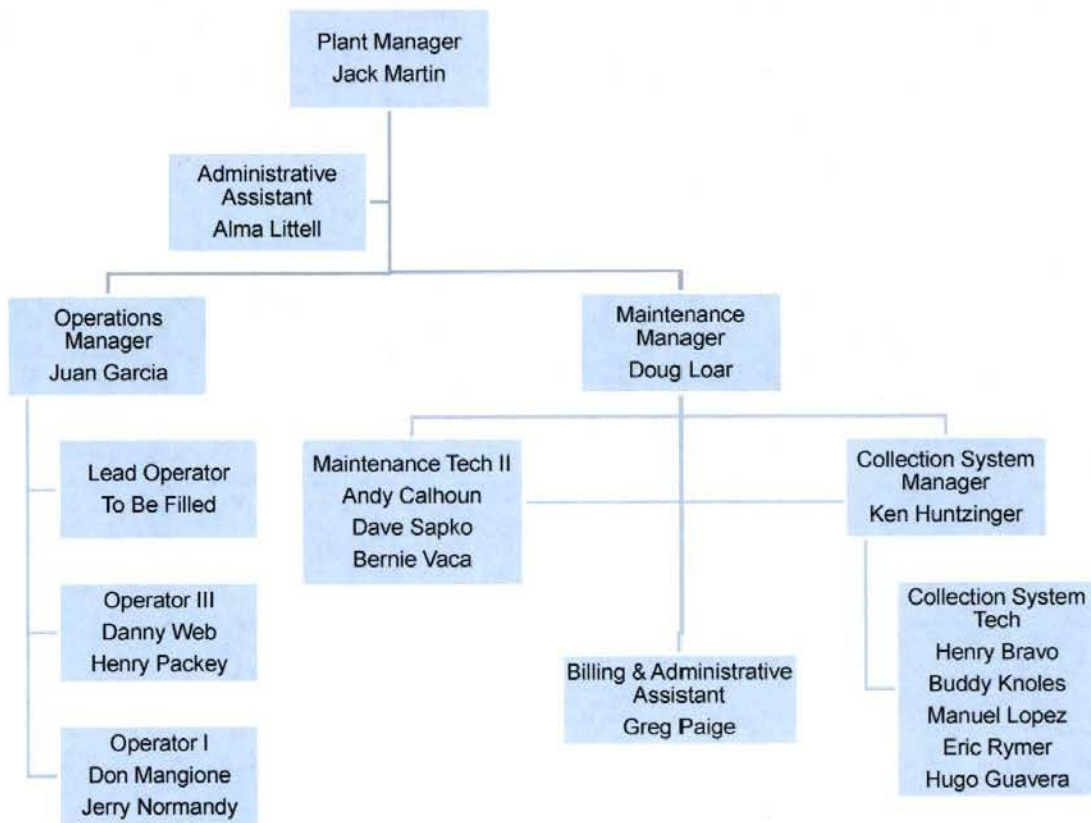 Plant Manager
Jack Martin
Administrative
Assistant
Alma Littell
Operations
Manager
Juan Garcia
Maintenance
Manager
Doug Loar
Lead Operator
To Be Filled
Maintenance Tech II
Andy Calhoun
Dave Sapko
Bernie Vaca
Collection System
Manager
Ken Huntzinger
Operator III
Danny Web
Henry Packey
Billing & Administrative
Assistant
Greg Paige
Collection System
Tech
Henry Bravo
Buddy Knoles
Manuel Lopez
Eric Rymer
Hugo Guavera
Operator I
Don Mangione
Jerry Normandy